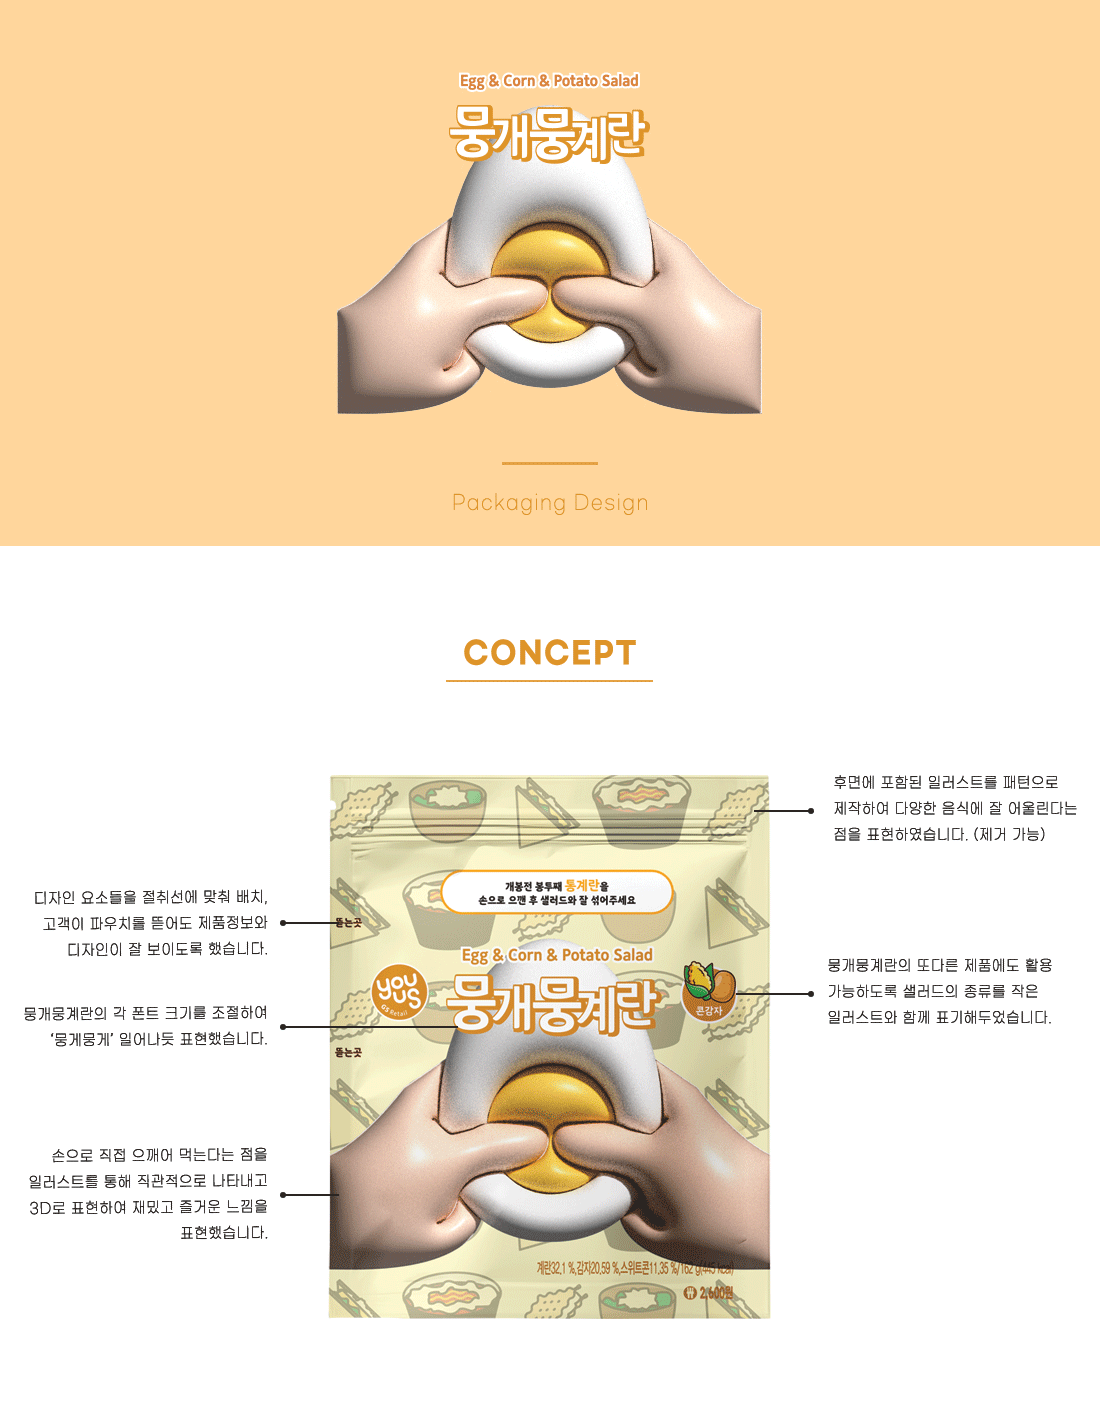 Egg & Corn & Potato Salad
뭉개뭉계란
Packaging Design
CONCEPT
후면에 포함된 일러스트를 패턴으로
제작하여 다양한 음식에 잘 어울린다는
점을 표현하였습니다. (제거 가능)
디자인 요소들을 절취선에 맞춰 배치,
고객이 파우치를 뜯어도 제품정보와
디자인이 잘 보이도록 했습니다.
뭉개뭉계란의 각 폰트 크기를 조절하여
‘뭉게뭉게’ 일어나듯 표현했습니다.
손으로 직접 으깨어 먹는다는 점을
일러스트를 통해 직관적으로 나타내고
3D로 표현하여 재밌고 즐거운 느낌을
표현했습니다.
개봉전 봉투째 통계란을
손으로 으깬 후 샐러드와 잘 섞어주세요
뜯는곳
Egg & Corn & Potato Salad
you us
GS Retail
뭉개뭉계란
콘감자
뜯는곳
계란32,1 %,감자20,59 %,스위트콘11,35 %/162 g(445 kcal)
₩ 2,600원
뭉개뭉계란의 또다른 제품에도 활용
가능하도록 샐러드의 종류를 작은
일러스트와 함께 표기해두었습니다.